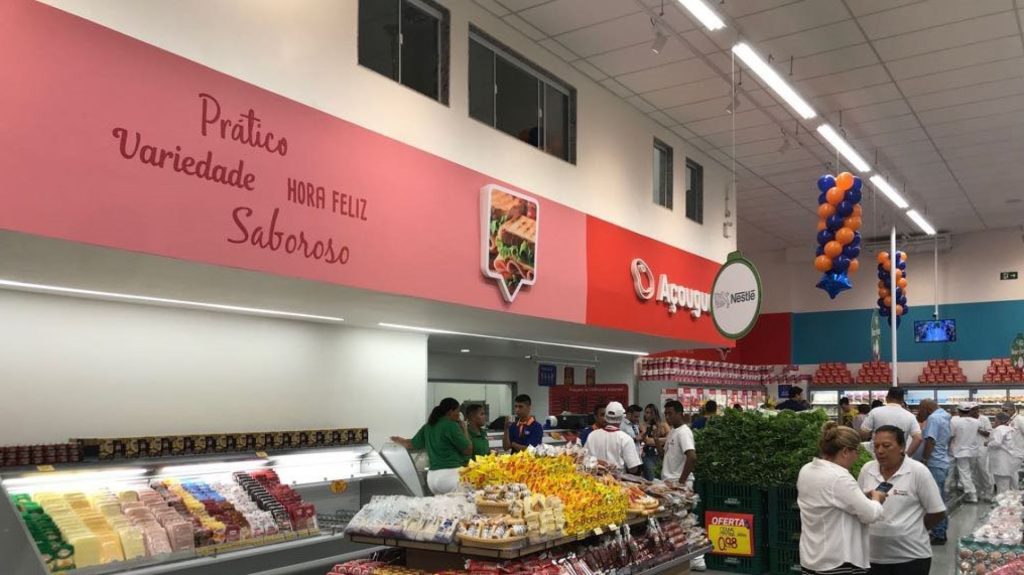 Prático
Variedade
HORA FELIZ
Saboroso
Açougu
Nestlé
OFERTA
0,98